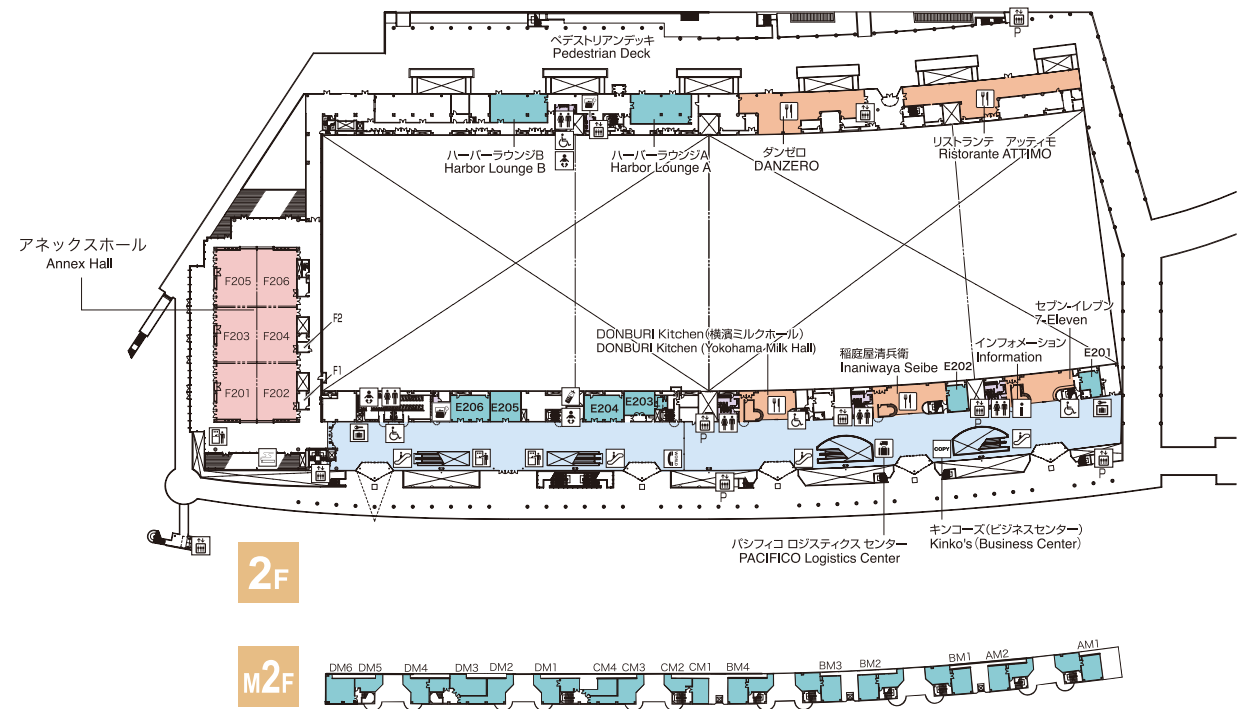 ペデストリアンデッキ
Pedestrian Deck
P
ハーバーラウンジB
Harbor Lounge B
ハーバーラウンジA
Harbor Lounge A
ダンゼロ
DANZERO
リストランテ アッティモ
Ristorante ATTIMO
アネックスホール
Annex Hall
F205
F206
F203
F204
F201
F202
F2
F1
DONBURI Kitchen(横濱ミルクホール)
DONBURI Kitchen (Yokohama Milk Hall)
稲庭屋清兵衛
Inaniwaya Seibe
セブン-イレブン
7-Eleven
インフォメーション
Information
E202
E201
E206
E205
E204
E203
P
P
COPY
P
P
パシフィコ ロジスティクス センター
PACIFICO Logistics Center
キンコーズ(ビジネスセンター)
Kinko's (Business Center)
2F
M2F
DM6
DM5
DM4
DM3
DM2
DM1
CM4
CM3
CM2
CM1
BM4
BM3
BM2
BM1
AM2
AM1